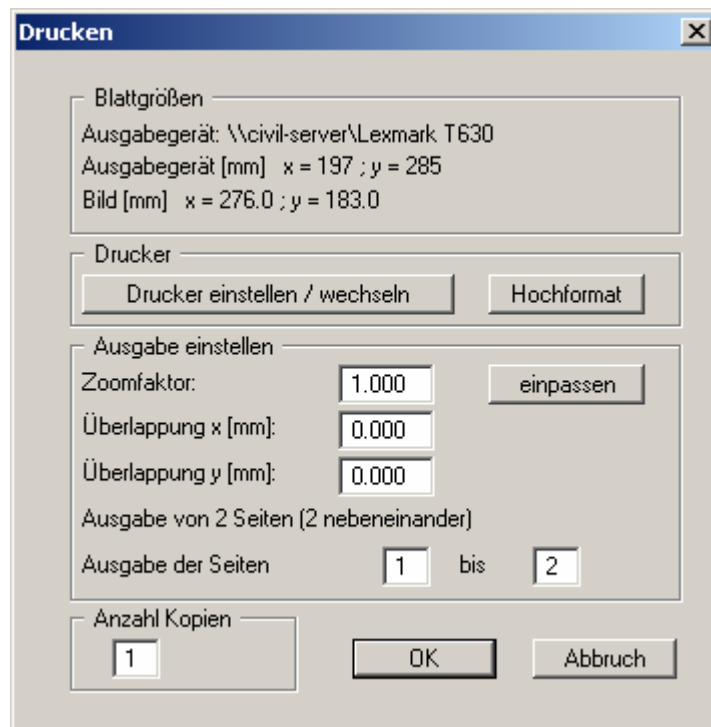 Drucken
Blattgrößen
Ausgabegerät: \\civil-server\Lexmark T630
Ausgabegerät [mm] x = 197 ; y = 285
Bild [mm] x = 276.0 ; y = 183.0
Drucker
Drucker einstellen / wechseln Hochformat
Ausgabe einstellen
Zoomfaktor: 1.000 einpassen
Überlappung x [mm]: 0.000
Überlappung y [mm]: 0.000
Ausgabe von 2 Seiten (2 nebeneinander)
Ausgabe der Seiten 1 bis 2
Anzahl Kopien
1 OK Abbruch